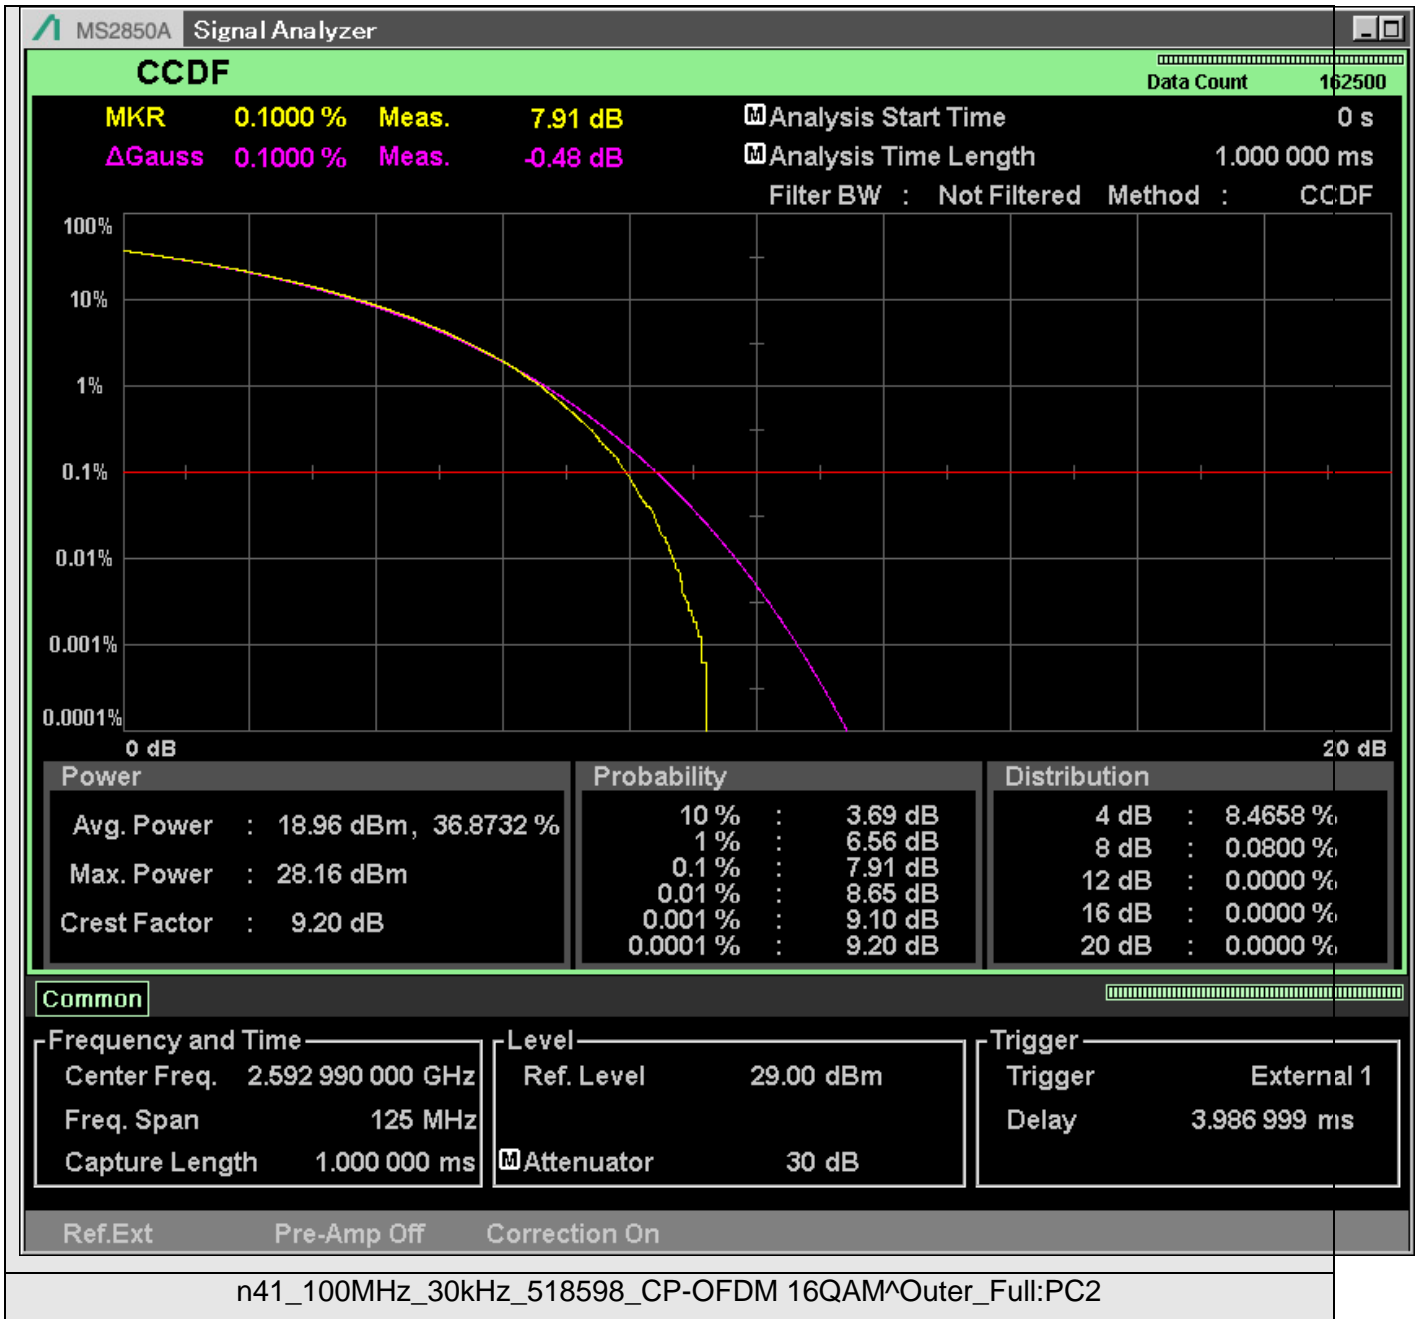 MS2850A Signal Analyzer
CCDF
Data Count 162500
MKR 0.1000 % Meas. 7.91 dB
ΔGauss 0.1000 % Meas. -0.48 dB
M Analysis Start Time 0 s
M Analysis Time Length 1.000 000 ms
Filter BW : Not Filtered Method : CCDF
100%
10%
1%
0.1%
0.01%
0.001%
0.0001%
0 dB 20 dB
Power
Avg. Power : 18.96 dBm, 36.8732 %
Max. Power : 28.16 dBm
Crest Factor : 9.20 dB
Probability
10 % : 3.69 dB
1 % : 6.56 dB
0.1 % : 7.91 dB
0.01 % : 8.65 dB
0.001 % : 9.10 dB
0.0001 % : 9.20 dB
Distribution
4 dB : 8.4658 %
8 dB : 0.0800 %
12 dB : 0.0000 %
16 dB : 0.0000 %
20 dB : 0.0000 %
Common
Frequency and Time
Center Freq. 2.592 990 000 GHz
Freq. Span 125 MHz
Capture Length 1.000 000 ms
Level
Ref. Level 29.00 dBm
M Attenuator 30 dB
Trigger
Trigger External 1
Delay 3.986 999 ms
Ref.Ext Pre-Amp Off Correction On
n41_100MHz_30kHz_518598_CP-OFDM 16QAM^Outer_Full:PC2